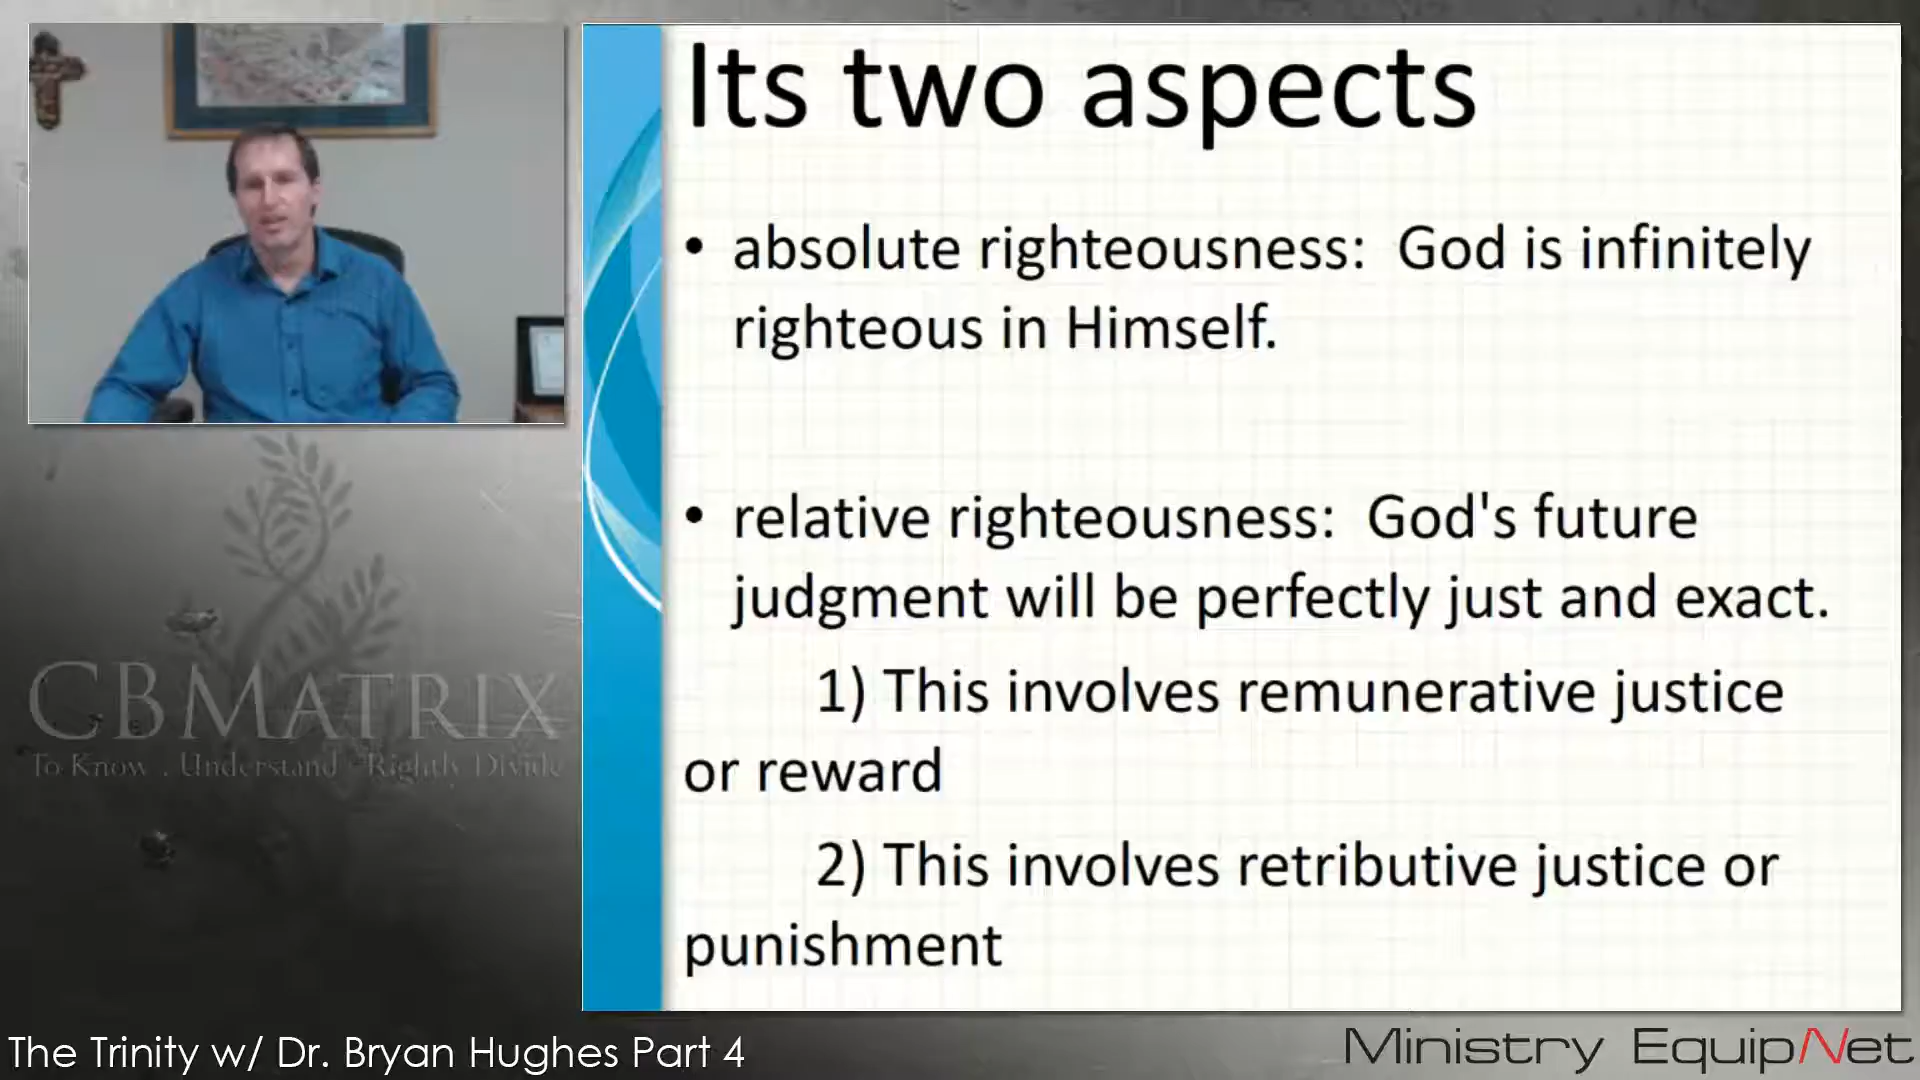 Its two aspects
• absolute righteousness: God is infinitely
righteous in Himself.
• relative righteousness: God's future
judgment will be perfectly just and exact.
1) This involves remunerative justice
or reward
2) This involves retributive justice or
punishment
CBMATRIX
To Know . Understand . Rightly Divide
The Trinity w/ Dr. Bryan Hughes Part 4
Ministry EquipNet